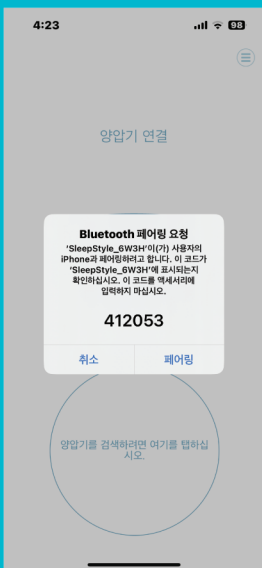 4:23
98
양압기 연결
Bluetooth 페어링 요청
'SleepStyle_6W3H'이(가) 사용자의
iPhone과 페어링하려고 합니다. 이 코드가
'SleepStyle_6W3H'에 표시되는지
확인하십시오. 이 코드를 액세서리에
입력하지 마십시오.
412053
취소
페어링
양압기를 검색하려면 여기를 탭하십
시오.